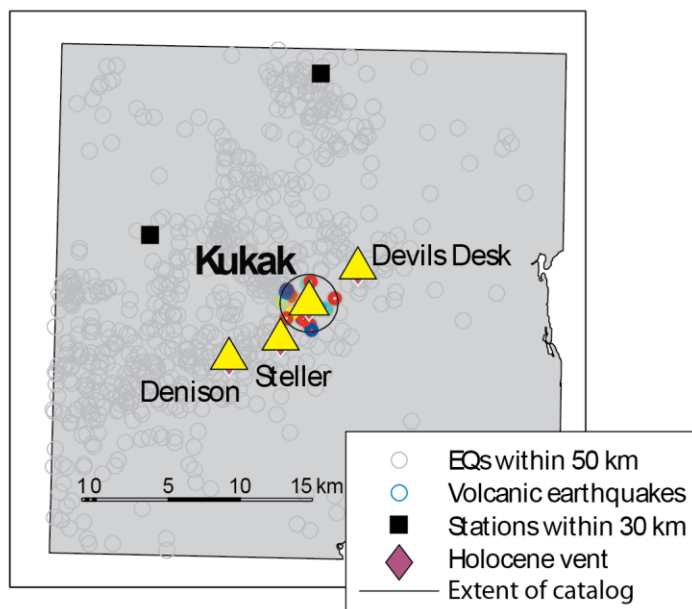 Kukak
Devils Desk
Steller
Denison
10 5 10 15 km
EQs within 50 km
Volcanic earthquakes
Stations within 30 km
Holocene vent
Extent of catalog